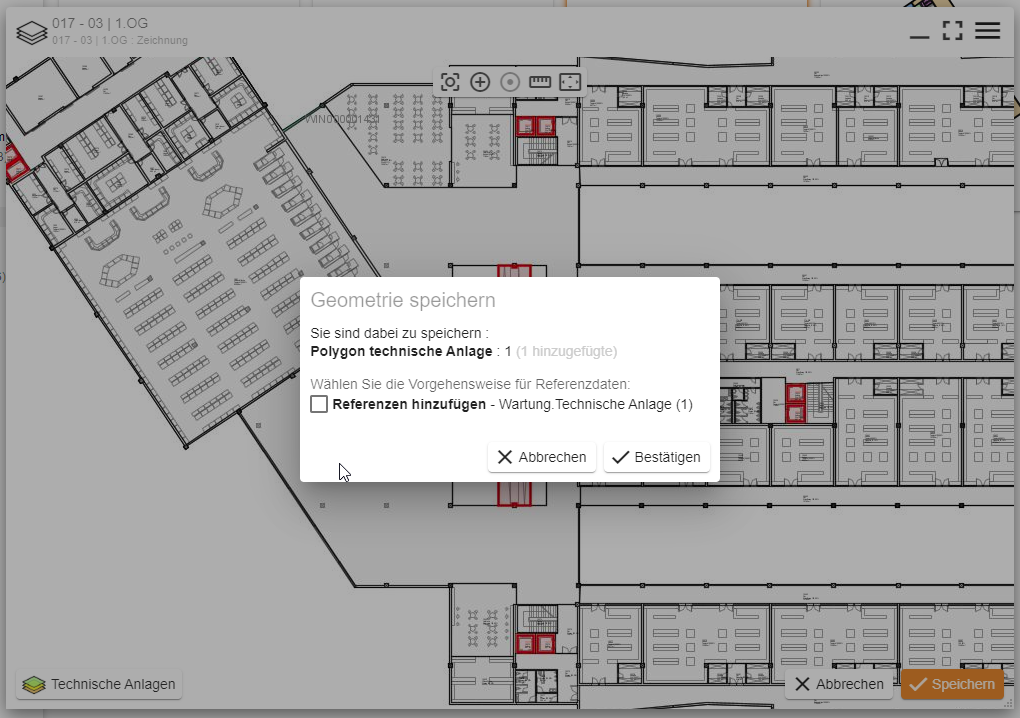 017 - 03 | 1.OG
017 - 03 | 1.OG : Zeichnung
Geometrie speichern
Sie sind dabei zu speichern :
Polygon technische Anlage : 1 (1 hinzugefügte)
Wählen Sie die Vorgehensweise für Referenzdaten:
Referenzen hinzufügen - Wartung.Technische Anlage (1)
Abbrechen
Bestätigen
Technische Anlagen
Abbrechen
Speichern